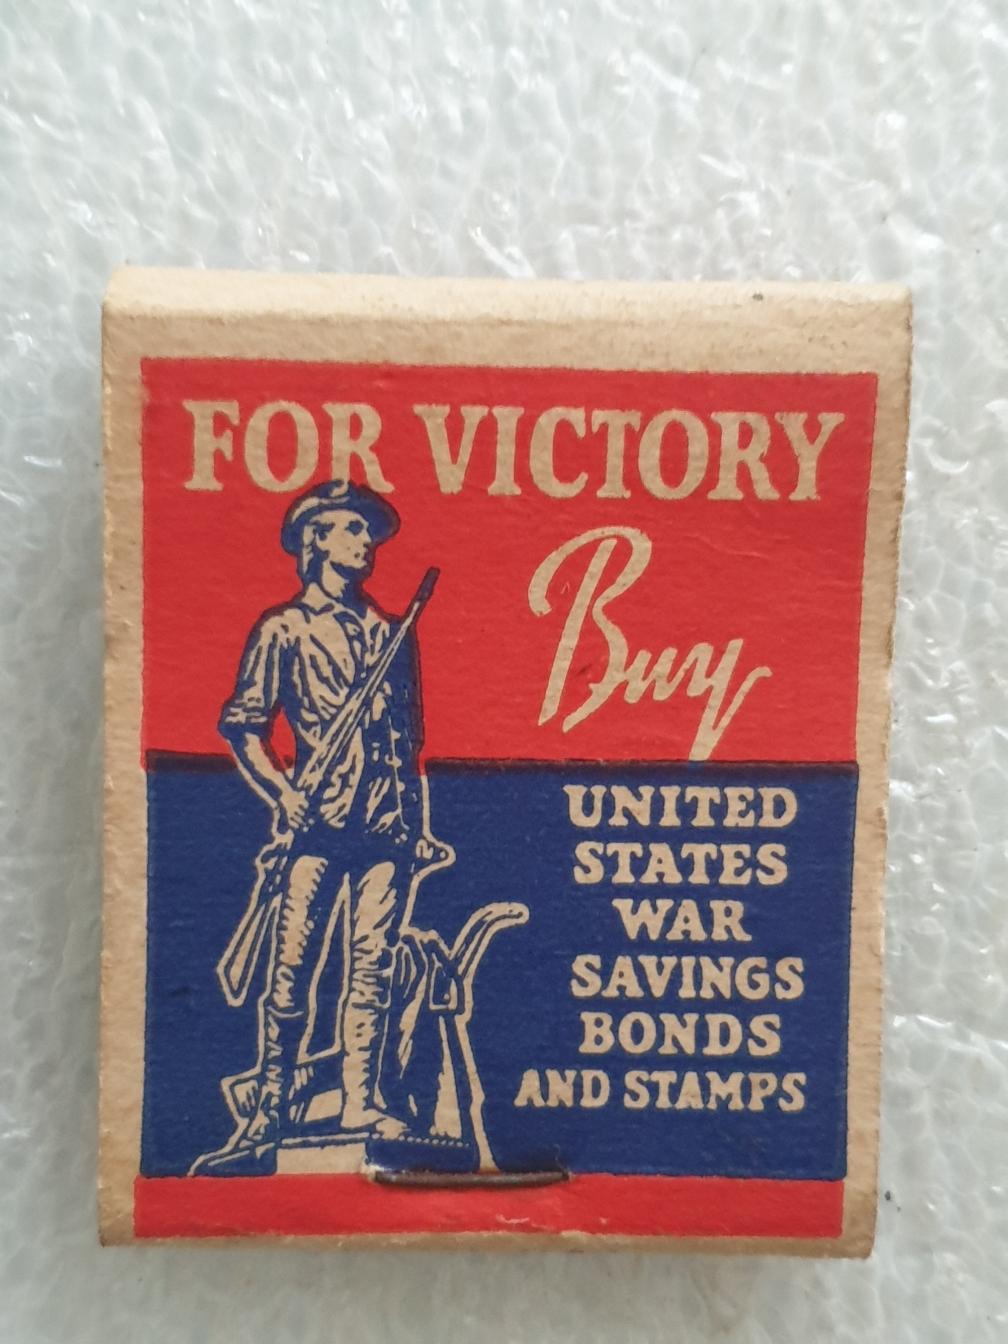 FOR VICTORY
Buy
UNITED
STATES
WAR
SAVINGS
BONDS
AND STAMPS